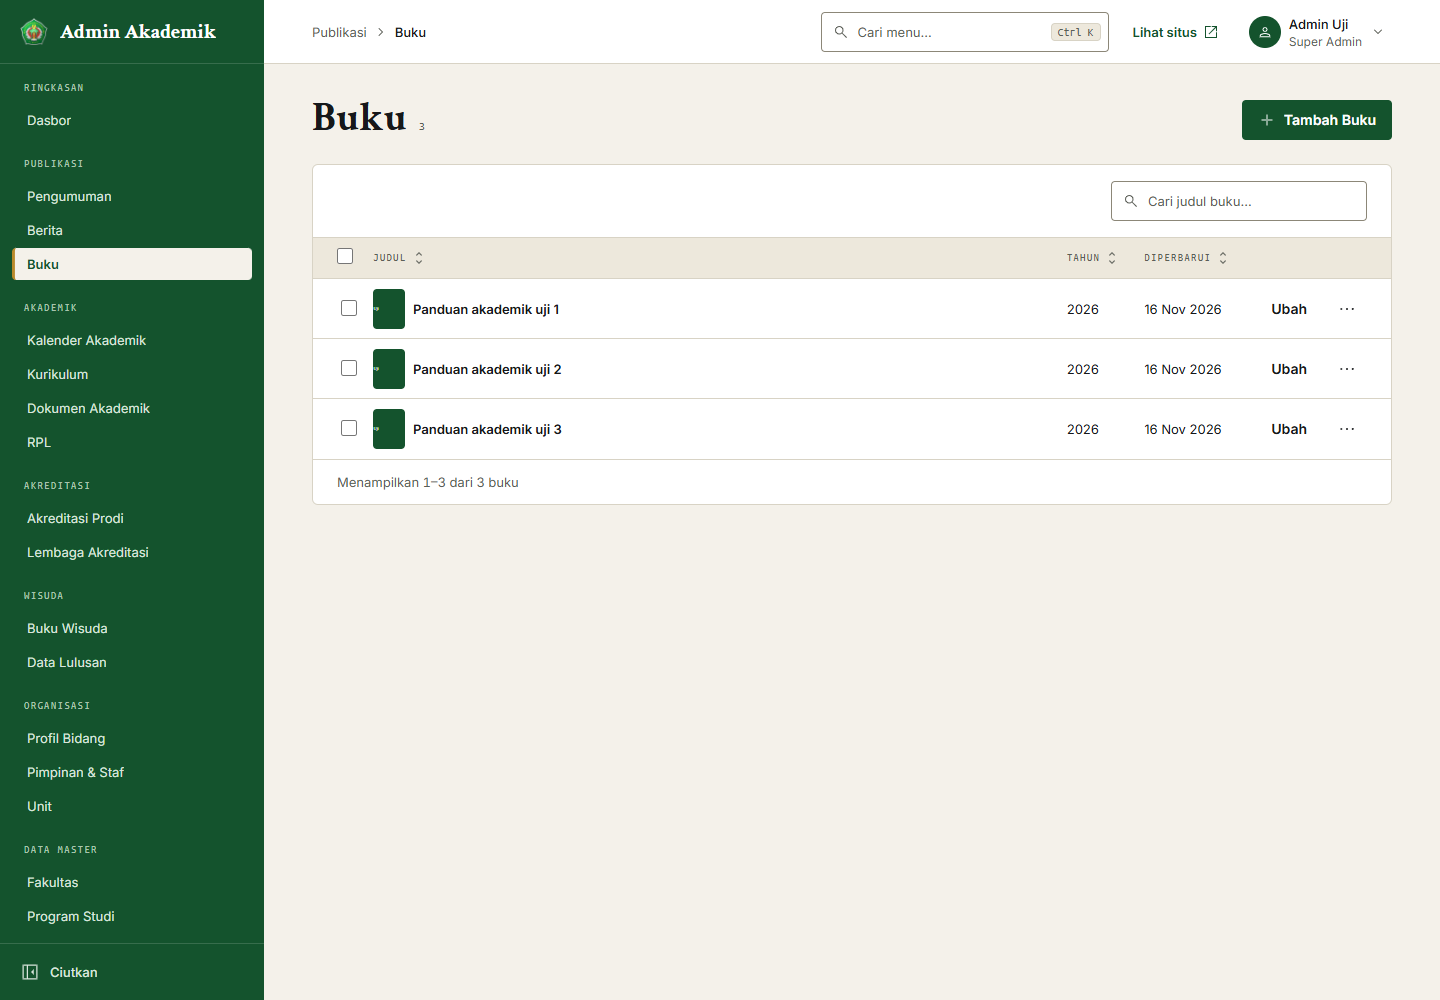 Admin Akademik
RINGKASAN
Dasbor
PUBLIKASI
Pengumuman
Berita
Buku
AKADEMIK
Kalender Akademik
Kurikulum
Dokumen Akademik
RPL
AKREDITASI
Akreditasi Prodi
Lembaga Akreditasi
WISUDA
Buku Wisuda
Data Lulusan
ORGANISASI
Profil Bidang
Pimpinan & Staf
Unit
DATA MASTER
Fakultas
Program Studi
Ciutkan
Publikasi > Buku
Cari menu... Ctrl K
Lihat situs
Admin Uji
Super Admin
Buku 3
+ Tambah Buku
Cari judul buku...
JUDUL TAHUN DIPERBARUI
Panduan akademik uji 1 2026 16 Nov 2026 Ubah ...
Panduan akademik uji 2 2026 16 Nov 2026 Ubah ...
Panduan akademik uji 3 2026 16 Nov 2026 Ubah ...
Menampilkan 1–3 dari 3 buku